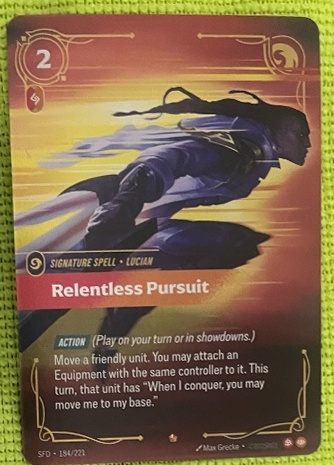 2
SIGNATURE SPELL • LUCIAN
Relentless Pursuit
ACTION (Play on your turn or in showdowns.)
Move a friendly unit. You may attach an
Equipment with the same controller to it. This
turn, that unit has “When I conquer, you may
move me to my base.”
SFD • 184/221
Max Grecke